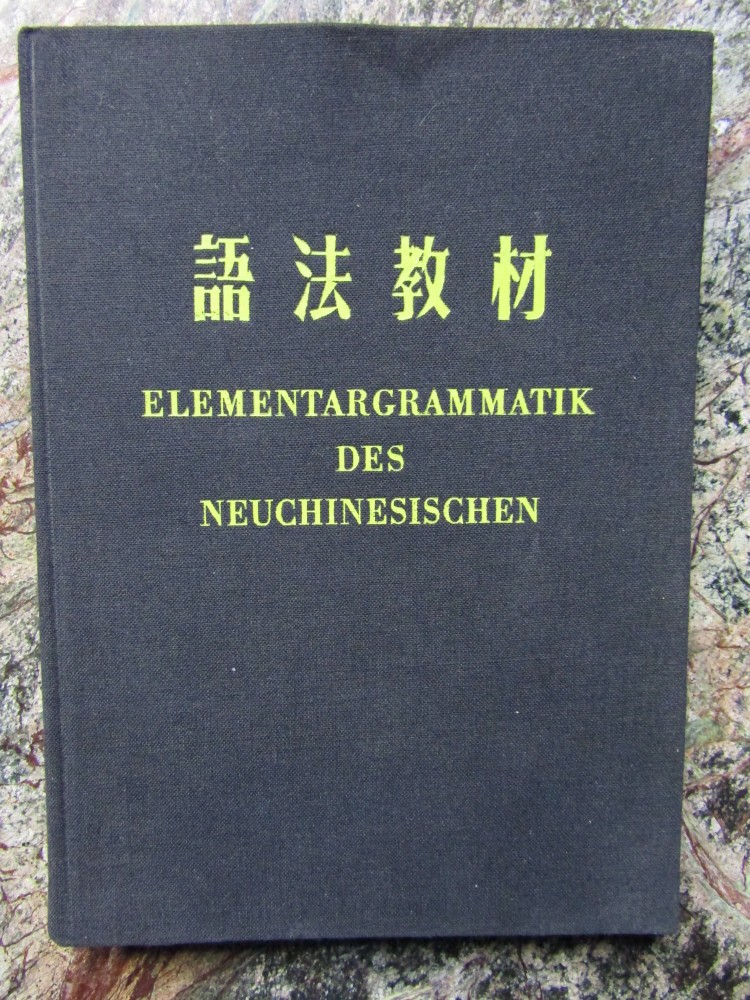 語法教材
ELEMENTARGRAMMATIK
DES
NEUCHINESISCHEN